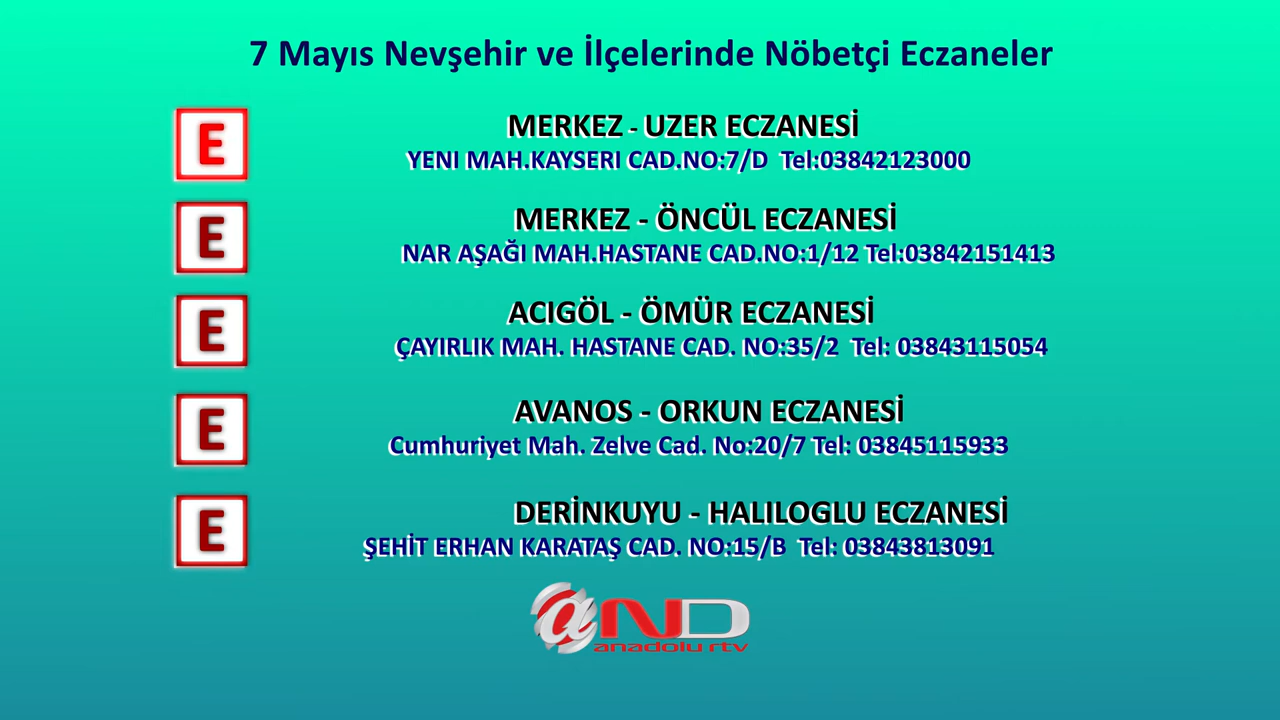 7 Mayıs Nevşehir ve İlçelerinde Nöbetçi Eczaneler
E
MERKEZ - UZER ECZANESİ
YENI MAH.KAYSERI CAD.NO:7/D Tel:03842123000
E
MERKEZ - ÖNCÜL ECZANESİ
NAR AŞAĞI MAH.HASTANE CAD.NO:1/12 Tel:03842151413
E
ACIGÖL - ÖMÜR ECZANESİ
ÇAYIRLIK MAH. HASTANE CAD. NO:35/2 Tel: 03843115054
E
AVANOS - ORKUN ECZANESİ
Cumhuriyet Mah. Zelve Cad. No:20/7 Tel: 03845115933
E
DERİNKUYU - HALILOGLU ECZANESİ
ŞEHİT ERHAN KARATAŞ CAD. NO:15/B Tel: 03843813091
aND
anadolu rtv